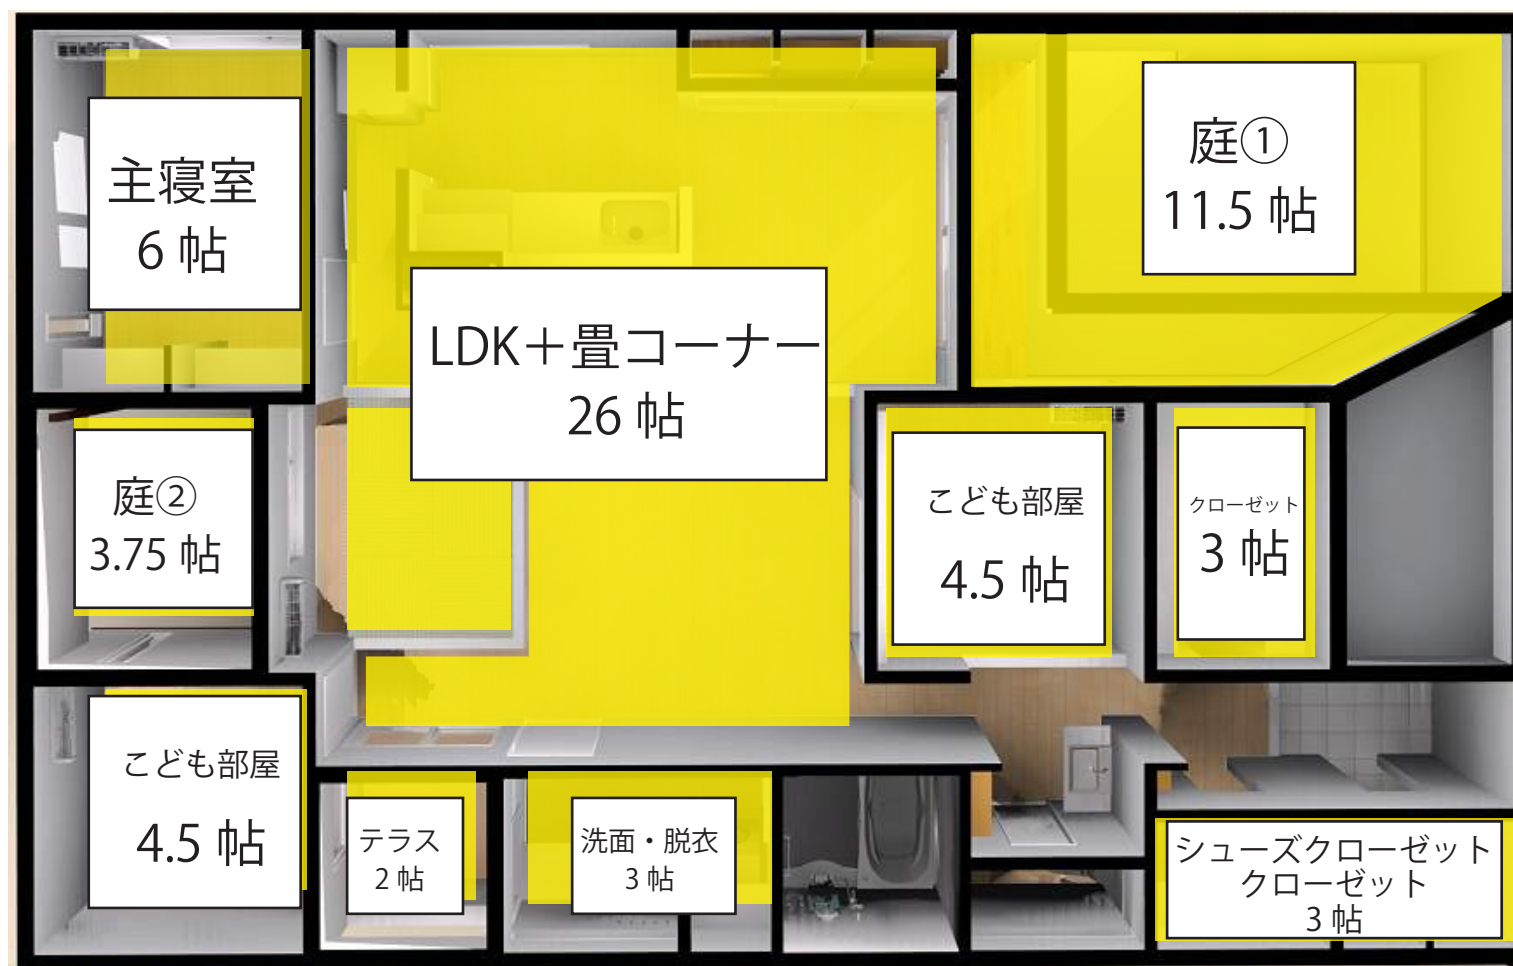 主寝室
6 帖
LDK＋畳コーナー
26 帖
庭①
11.5 帖
庭②
3.75 帖
こども部屋
4.5 帖
クローゼット
3 帖
こども部屋
4.5 帖
テラス
2 帖
洗面・脱衣
3 帖
シューズクローゼット
クローゼット
3 帖